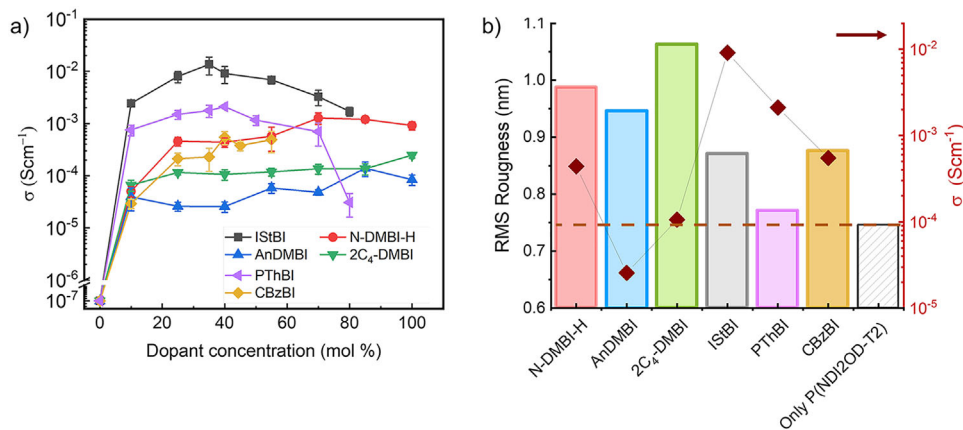 a)
10⁻¹
10⁻²
10⁻³
10⁻⁴
10⁻⁵
10⁻⁶
10⁻⁷
σ (Scm⁻¹)
IStBI
N-DMBI-H
AnDMBI
2C₄-DMBI
PThBI
CBzBI
0 20 40 60 80 100
Dopant concentration (mol %)
b)
1.1
1.0
0.9
0.8
0.7
0.6
RMS Rougness (nm)
10⁻²
10⁻³
10⁻⁴
10⁻⁵
σ (Scm⁻¹)
N-DMBI-H
AnDMBI
2C₄-DMBI
IStBI
PThBI
CBzBI
Only P(NDI2OD-T2)